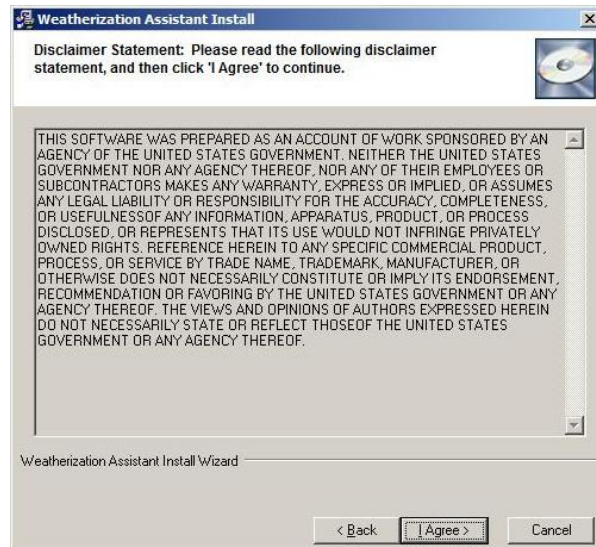 Weatherization Assistant Install
Disclaimer Statement: Please read the following disclaimer
statement, and then click 'I Agree' to continue.
THIS SOFTWARE WAS PREPARED AS AN ACCOUNT OF WORK SPONSORED BY AN
AGENCY OF THE UNITED STATES GOVERNMENT. NEITHER THE UNITED STATES
GOVERNMENT NOR ANY AGENCY THEREOF, NOR ANY OF THEIR EMPLOYEES OR
SUBCONTRACTORS MAKES ANY WARRANTY, EXPRESS OR IMPLIED, OR ASSUMES
ANY LEGAL LIABILITY OR RESPONSIBILITY FOR THE ACCURACY, COMPLETENESS,
OR USEFULNESSOF ANY INFORMATION, APPARATUS, PRODUCT, OR PROCESS
DISCLOSED, OR REPRESENTS THAT ITS USE WOULD NOT INFRINGE PRIVATELY
OWNED RIGHTS. REFERENCE HEREIN TO ANY SPECIFIC COMMERCIAL PRODUCT,
PROCESS, OR SERVICE BY TRADE NAME, TRADEMARK, MANUFACTURER, OR
OTHERWISE DOES NOT NECESSARILY CONSTITUTE OR IMPLY ITS ENDORSEMENT,
RECOMMENDATION OR FAVORING BY THE UNITED STATES GOVERNMENT OR ANY
AGENCY THEREOF. THE VIEWS AND OPINIONS OF AUTHORS EXPRESSED HEREIN
DO NOT NECESSARILY STATE OR REFLECT THOSEOF THE UNITED STATES
GOVERNMENT OR ANY AGENCY THEREOF.
Weatherization Assistant Install Wizard
< Back I Agree > Cancel